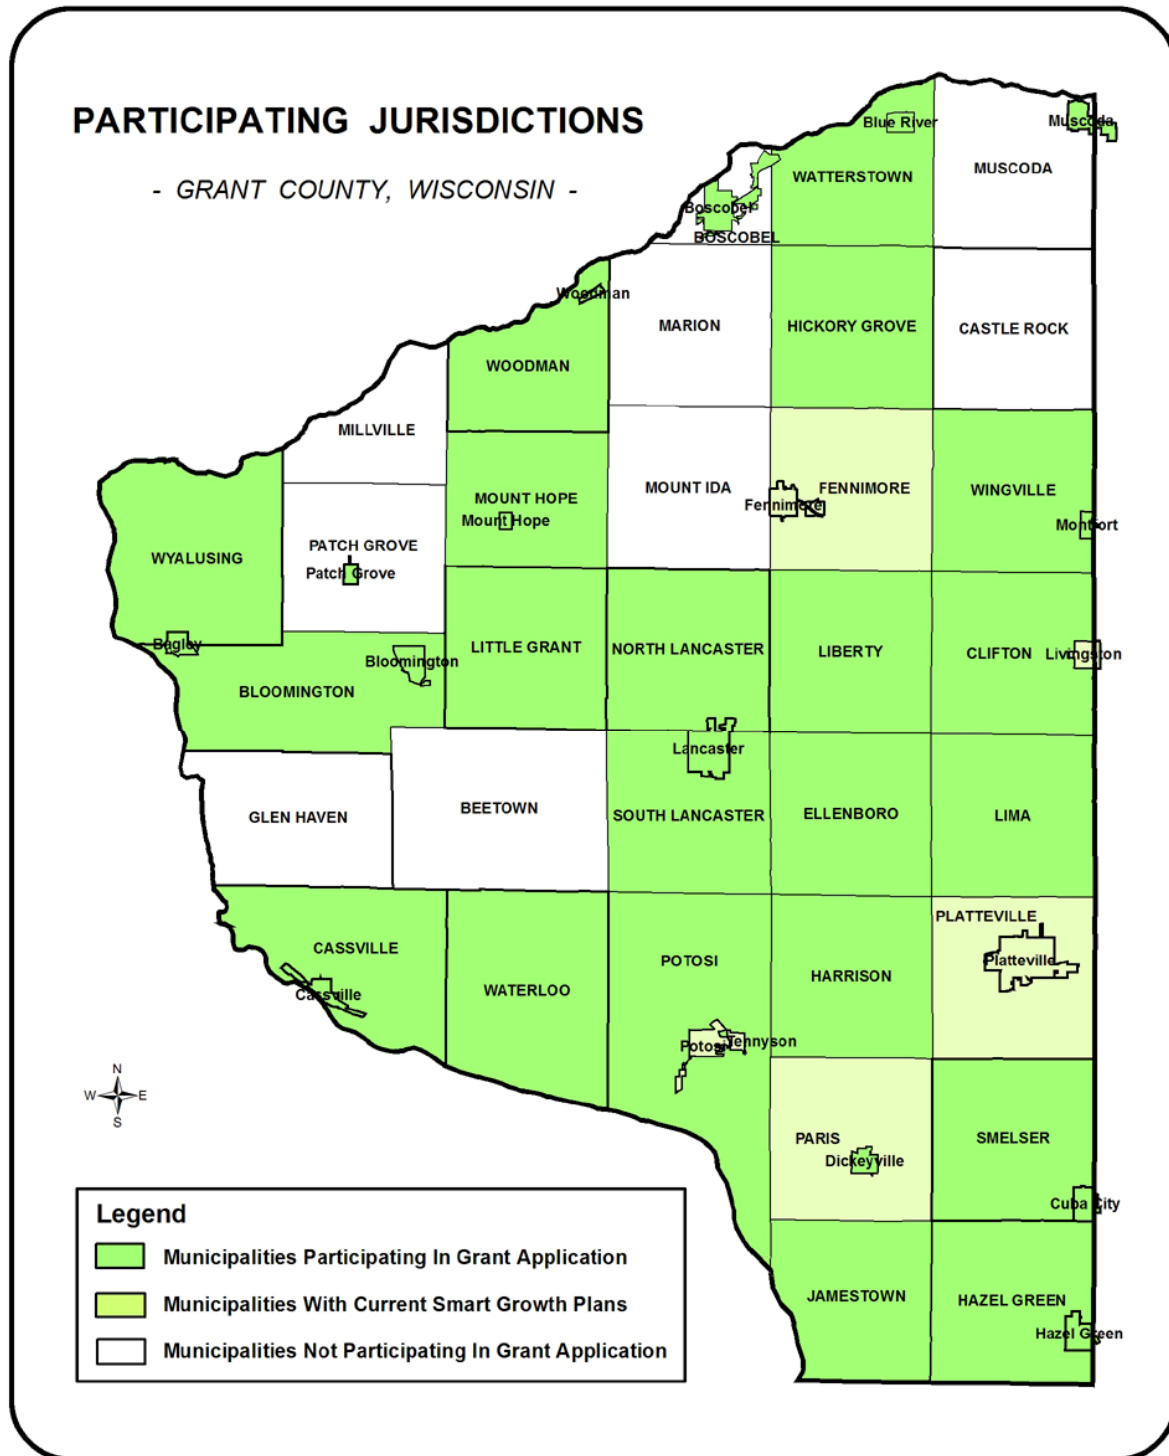 PARTICIPATING JURISDICTIONS
- GRANT COUNTY, WISCONSIN -
Blue River
Muscoda
MUSCODA
WATTERSTOWN
Boscobel
BOSCOBEL
Woodman
MARION
HICKORY GROVE
CASTLE ROCK
WOODMAN
MILLVILLE
MOUNT IDA
FENNIMORE
WINGVILLE
MOUNT HOPE
Fennimore
Mount Hope
Montfort
PATCH GROVE
WYALUSING
Patch Grove
Bagley
LITTLE GRANT
NORTH LANCASTER
LIBERTY
CLIFTON
Livingston
Bloomington
BLOOMINGTON
Lancaster
GLEN HAVEN
BEETOWN
SOUTH LANCASTER
ELLENBORO
LIMA
PLATTEVILLE
CASSVILLE
POTOSI
Platteville
HARRISON
WATERLOO
Cassville
Potosi
Tennyson
N
W
E
S
PARIS
SMELSER
Dickeyville
Cuba City
JAMESTOWN
HAZEL GREEN
Hazel Green
Legend
Municipalities Participating In Grant Application
Municipalities With Current Smart Growth Plans
Municipalities Not Participating In Grant Application